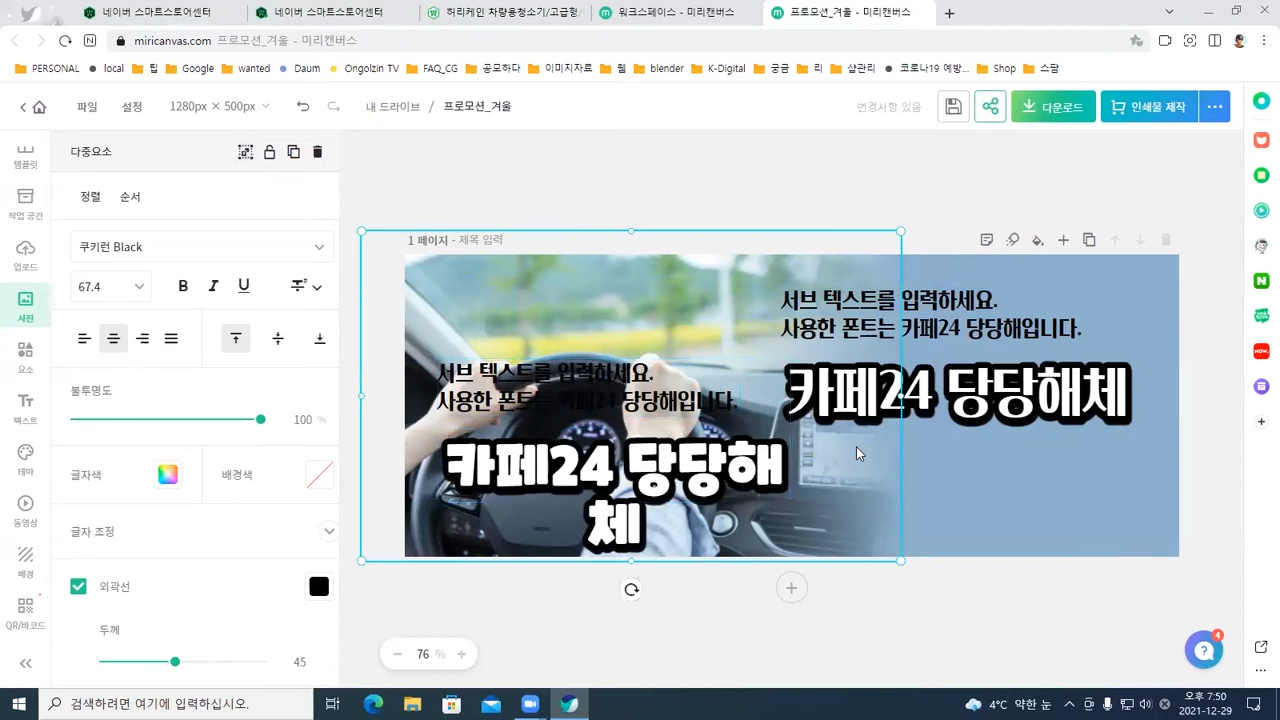 네이버 스마트스토어센터
네이버 스마트스토어센터
허리케인 차량용청소기/고급형/
워크스페이스 - 미리캔버스
프로모션_겨울 - 미리캔버스
miricanvas.com 프로모션_겨울 - 미리캔버스
PERSONAL
local
팁
Google
wanted
Daum
Ongolzin TV
FAQ_CG
공모하다
이미지자료
웹
blender
K-Digital
궁금
리
샵관리
코로나19 예방...
Shop
스팸
파일
설정
1280px × 500px
내 드라이브 / 프로모션_겨울
변경사항 있음
다운로드
인쇄물 제작
템플릿
작업 공간
업로드
사진
요소
텍스트
테마
동영상
배경
QR/바코드
다중요소
정렬
순서
쿠키런 Black
67.4
B I U
불투명도
100 %
글자색
배경색
글자 조정
외곽선
두께
45
1 페이지 - 제목 입력
서브 텍스트를 입력하세요.
사용한 폰트는 카페24 당당해입니다.
카페24 당당해체
서브 텍스트를 입력하세요.
사용한 폰트는 카페24 당당해입니다.
카페24 당당해
체
76 %
4
N
NOW.
검색하려면 여기에 입력하십시오.
4°C 약한 눈
오후 7:50
2021-12-29